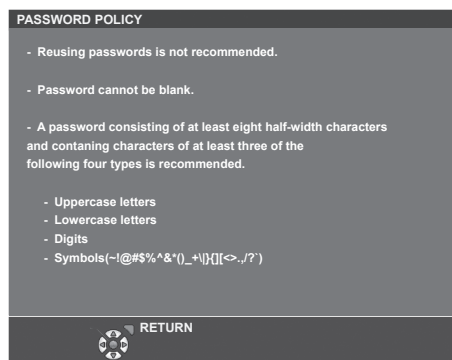 PASSWORD POLICY
- Reusing passwords is not recommended.
- Password cannot be blank.
- A password consisting of at least eight half-width characters
and contaning characters of at least three of the
following four types is recommended.
- Uppercase letters
- Lowercase letters
- Digits
- Symbols(~!@#$%^&*()_+\|}{][<>.,/?`)
RETURN